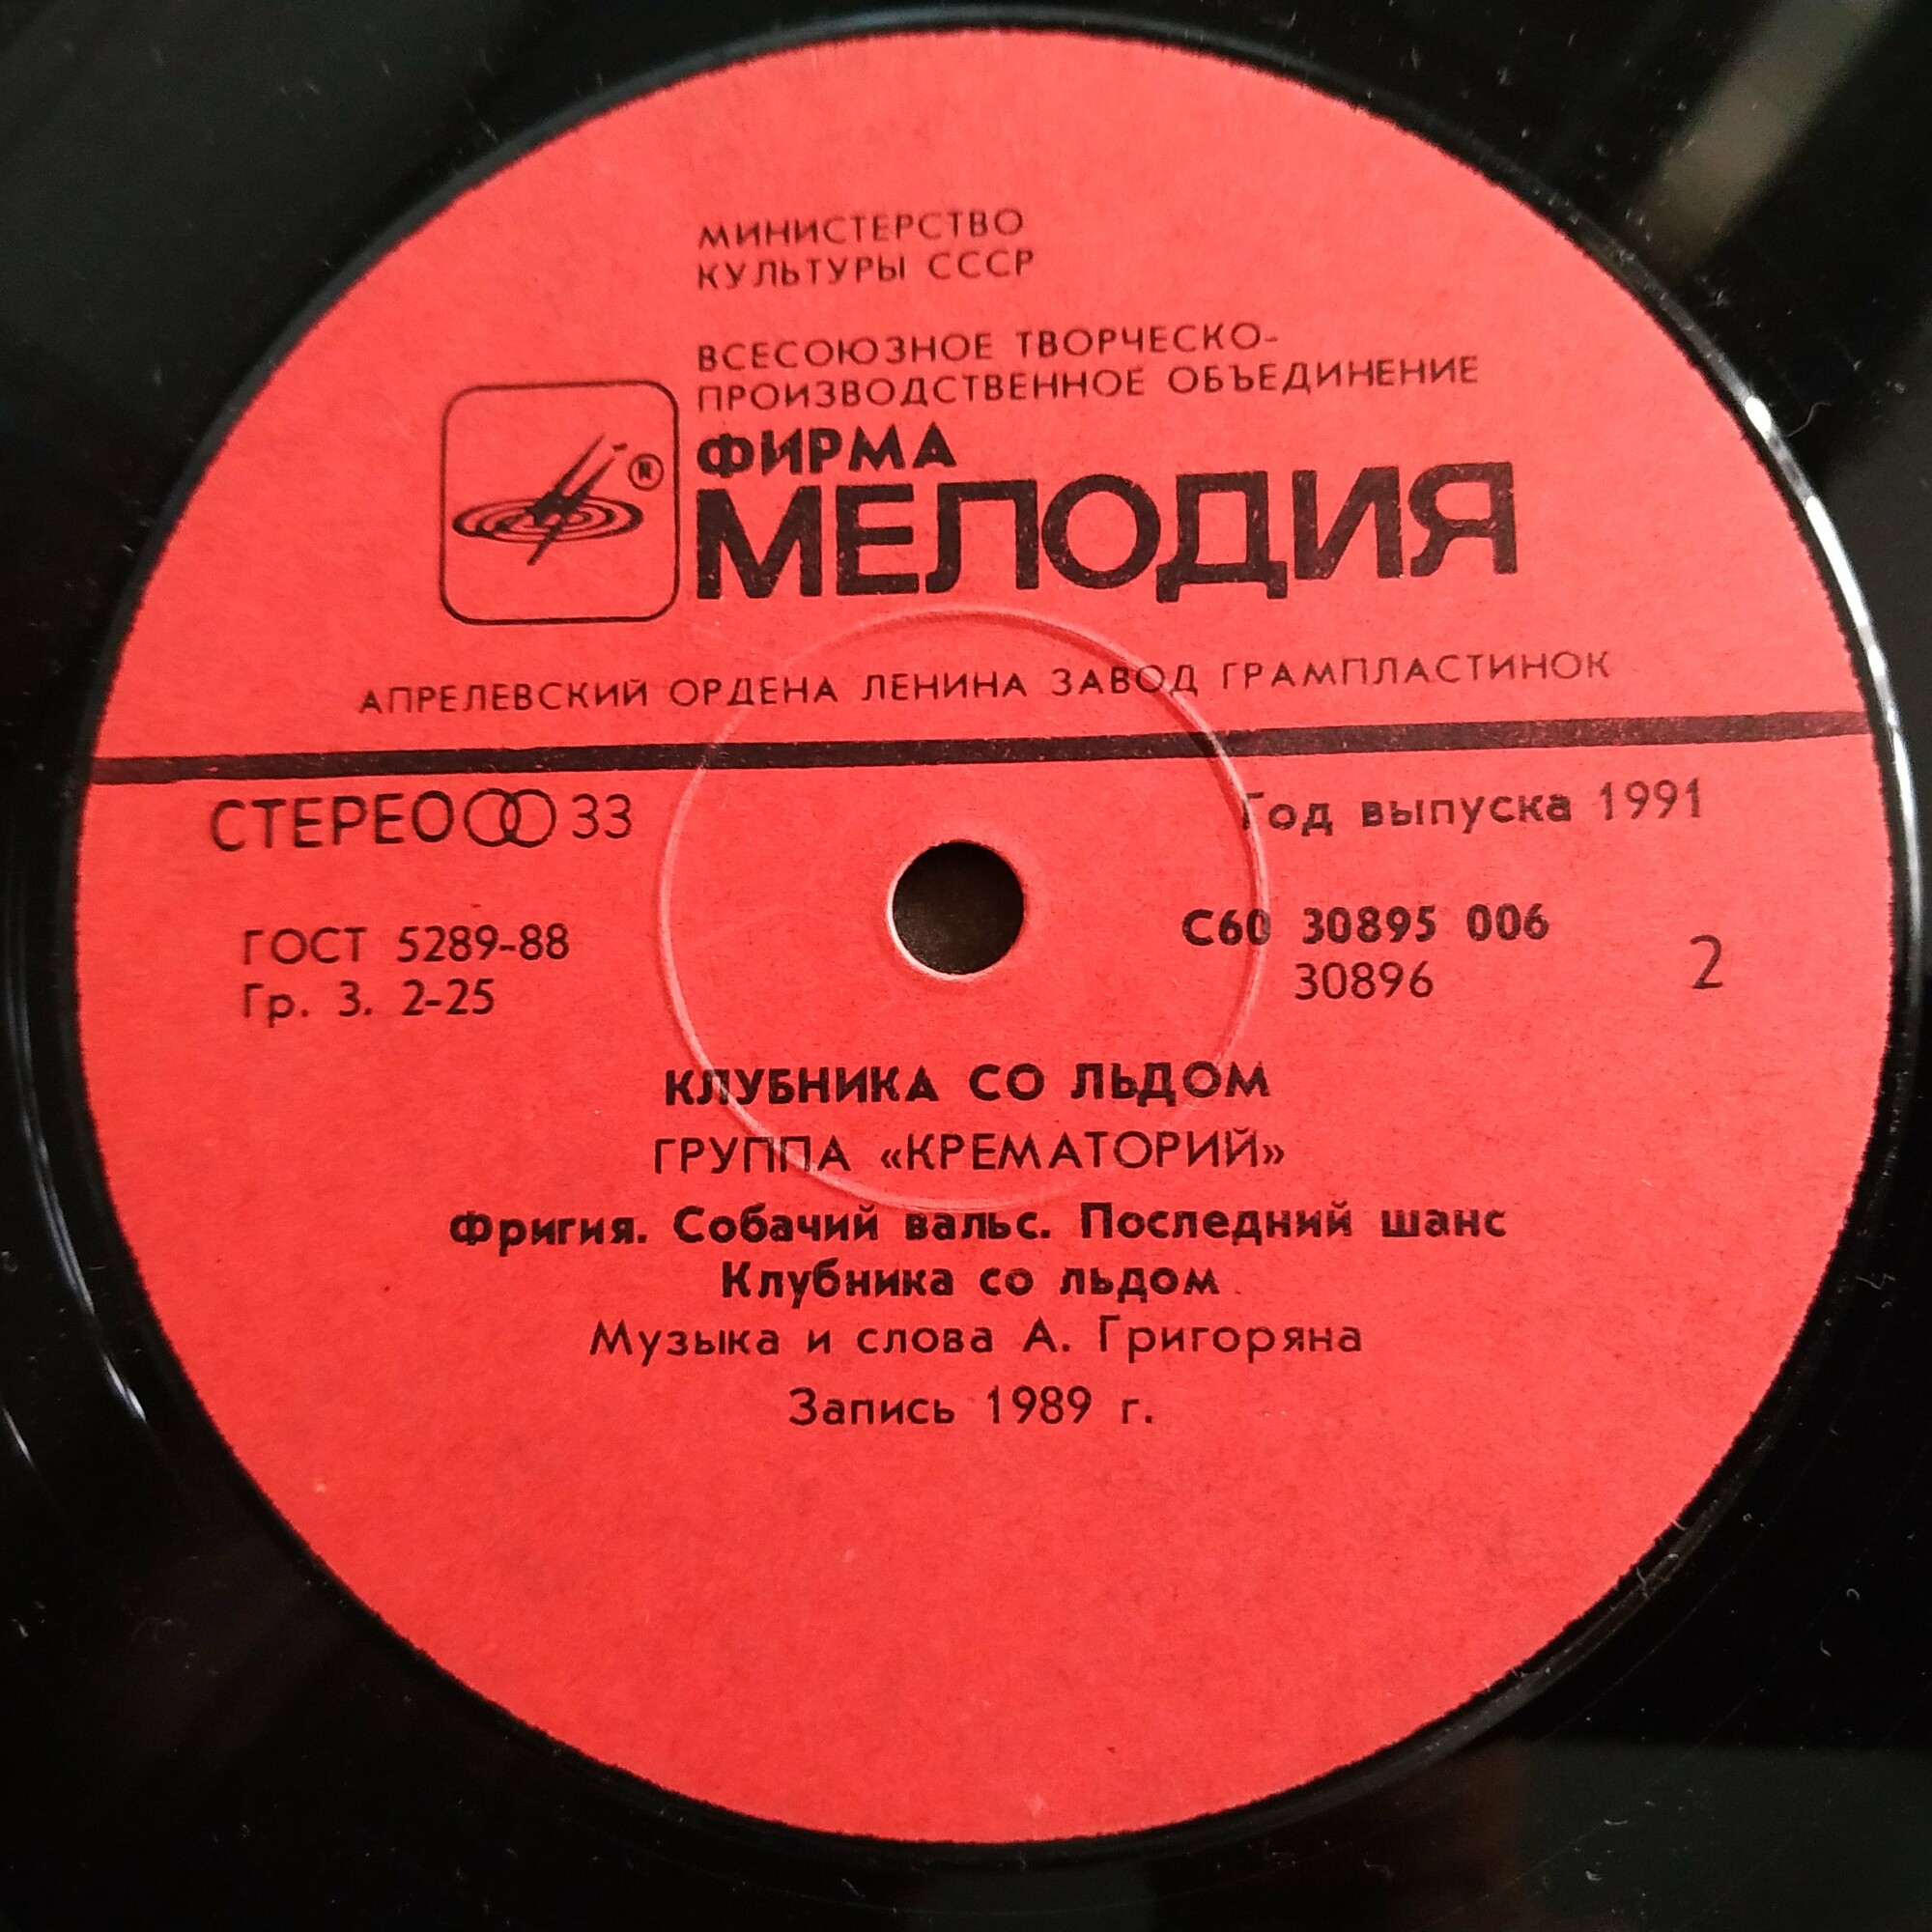 МИНИСТЕРСТВО
КУЛЬТУРЫ СССР
ВСЕСОЮЗНОЕ ТВОРЧЕСКО-
ПРОИЗВОДСТВЕННОЕ ОБЪЕДИНЕНИЕ
®
ФИРМА
МЕЛОДИЯ
АПРЕЛЕВСКИЙ ОРДЕНА ЛЕНИНА ЗАВОД ГРАМПЛАСТИНОК
СТЕРЕО 33
Год выпуска 1991
ГОСТ 5289-88
Гр. 3. 2-25
С60 30895 006
30896
2
КЛУБНИКА СО ЛЬДОМ
ГРУППА «КРЕМАТОРИЙ»
Фригия. Собачий вальс. Последний шанс
Клубника со льдом
Музыка и слова А. Григоряна
Запись 1989 г.